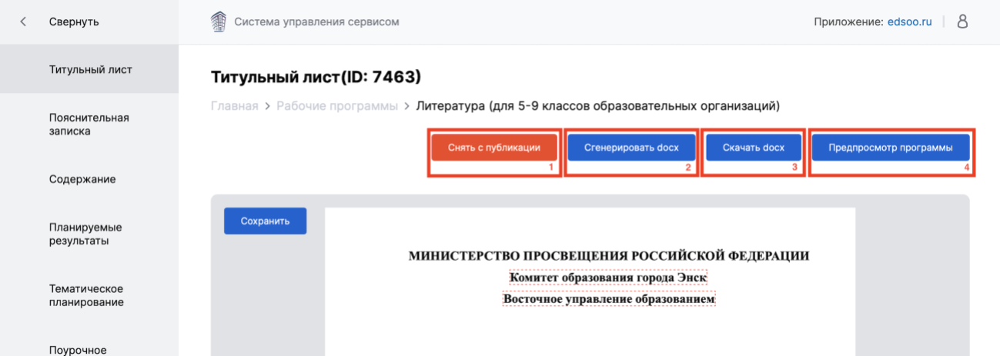 Свернуть
Система управления сервисом
Приложение: edsoo.ru
Титульный лист
Пояснительная
записка
Содержание
Планируемые
результаты
Тематическое
планирование
Поурочное
Титульный лист(ID: 7463)
Главная > Рабочие программы > Литература (для 5-9 классов образовательных организаций)
Снять с публикации
1
Сгенерировать docx
2
Скачать docx
3
Предпросмотр программы
4
Сохранить
МИНИСТЕРСТВО ПРОСВЕЩЕНИЯ РОССИЙСКОЙ ФЕДЕРАЦИИ
Комитет образования города Энск
Восточное управление образованием